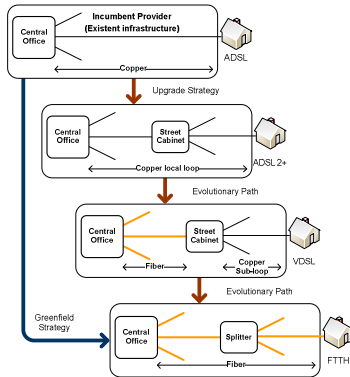 Incumbent Provider
(Existent infrastructure)
Central
Office
Copper
ADSL
Upgrade Strategy
Central
Office
Street
Cabinet
Copper local loop
ADSL 2+
Evolutionary Path
Central
Office
Street
Cabinet
Fiber
Copper
Sub-loop
VDSL
Evolutionary Path
Greenfield
Strategy
Central
Office
Splitter
Fiber
FTTH